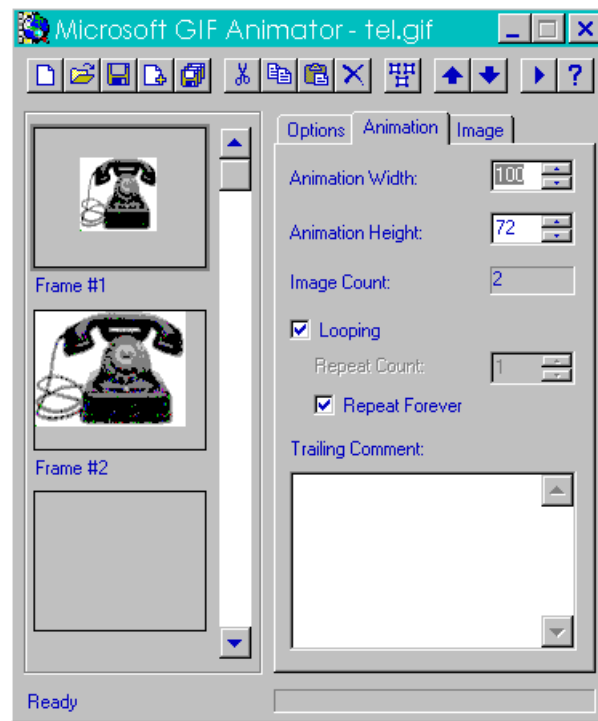 Microsoft GIF Animator - tel.gif
Options Animation Image
Animation Width: 100
Animation Height: 72
Frame #1
Image Count: 2
Looping
Repeat Count: 1
Repeat Forever
Frame #2
Trailing Comment:
Ready